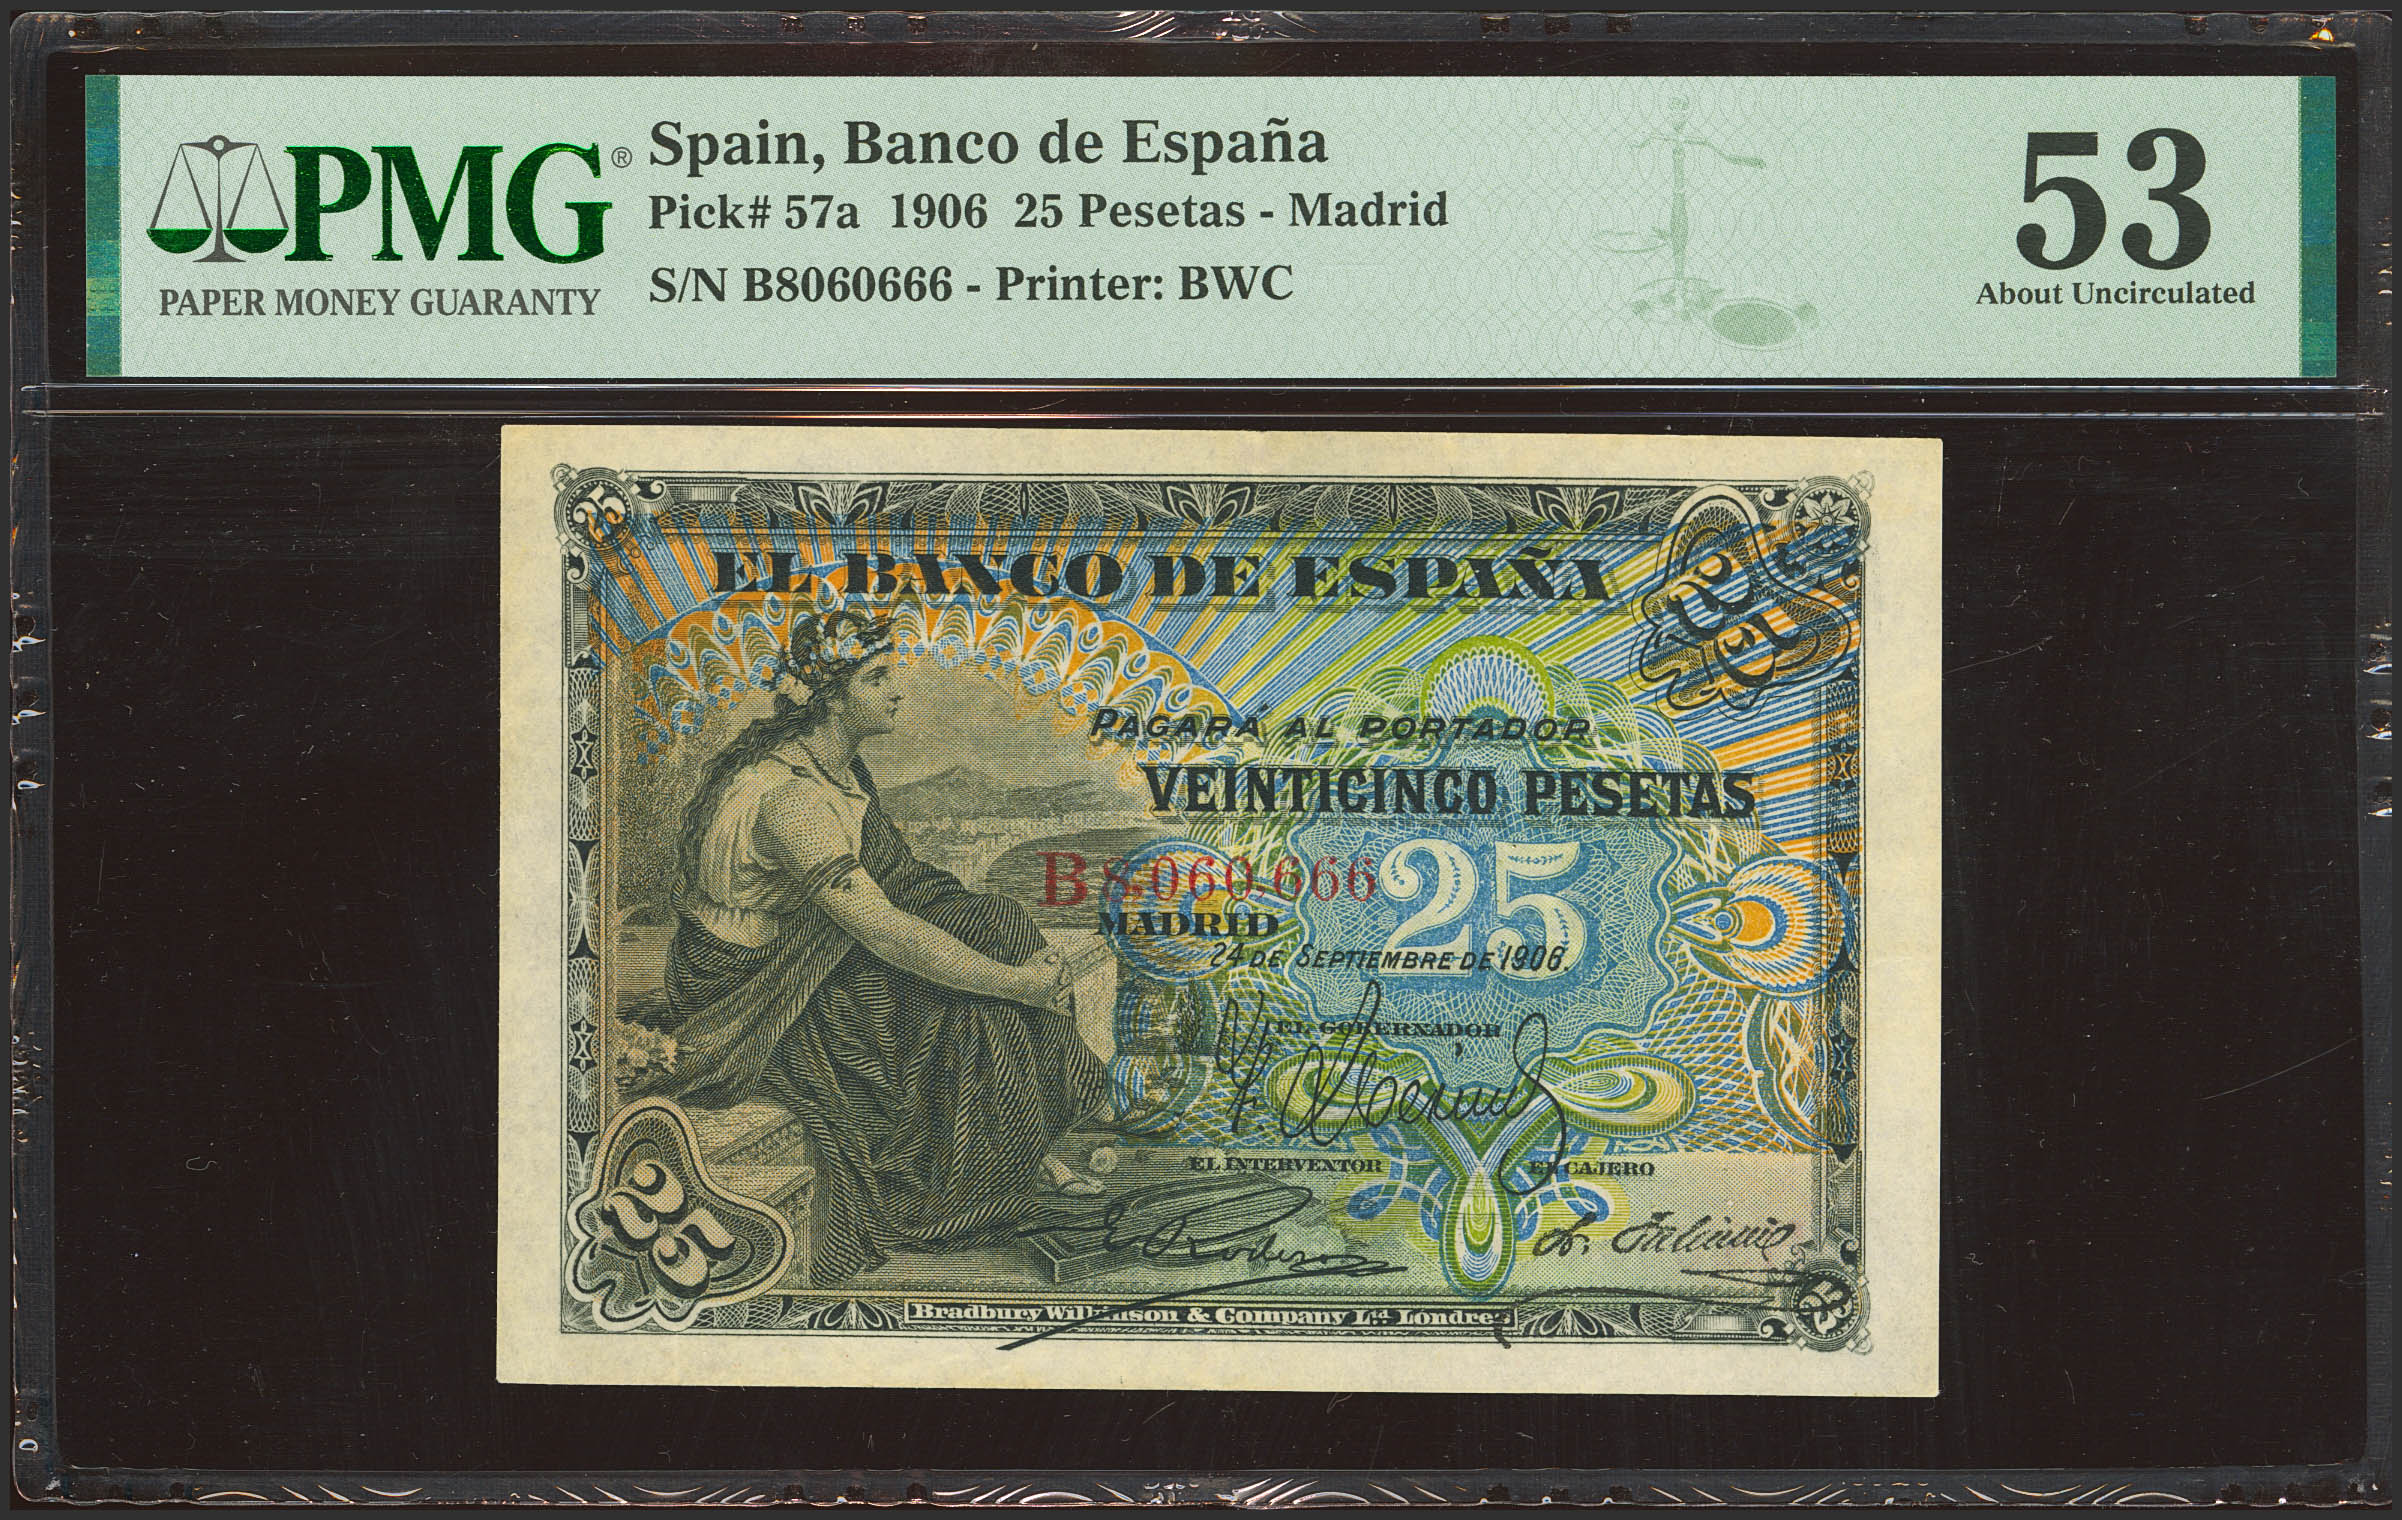 PMG®
PAPER MONEY GUARANTY
Spain, Banco de España
Pick# 57a 1906 25 Pesetas - Madrid
S/N B8060666 - Printer: BWC
53
About Uncirculated
25
25
EL BANCO DE ESPAÑA
PAGARÁ AL PORTADOR
VEINTICINCO PESETAS
B8,060,666
25
MADRID
24 DE SEPTIEMBRE DE 1906.
EL GOBERNADOR
EL INTERVENTOR
EL CAJERO
25
25
Bradbury Wilkinson & Company Ltd. Londres